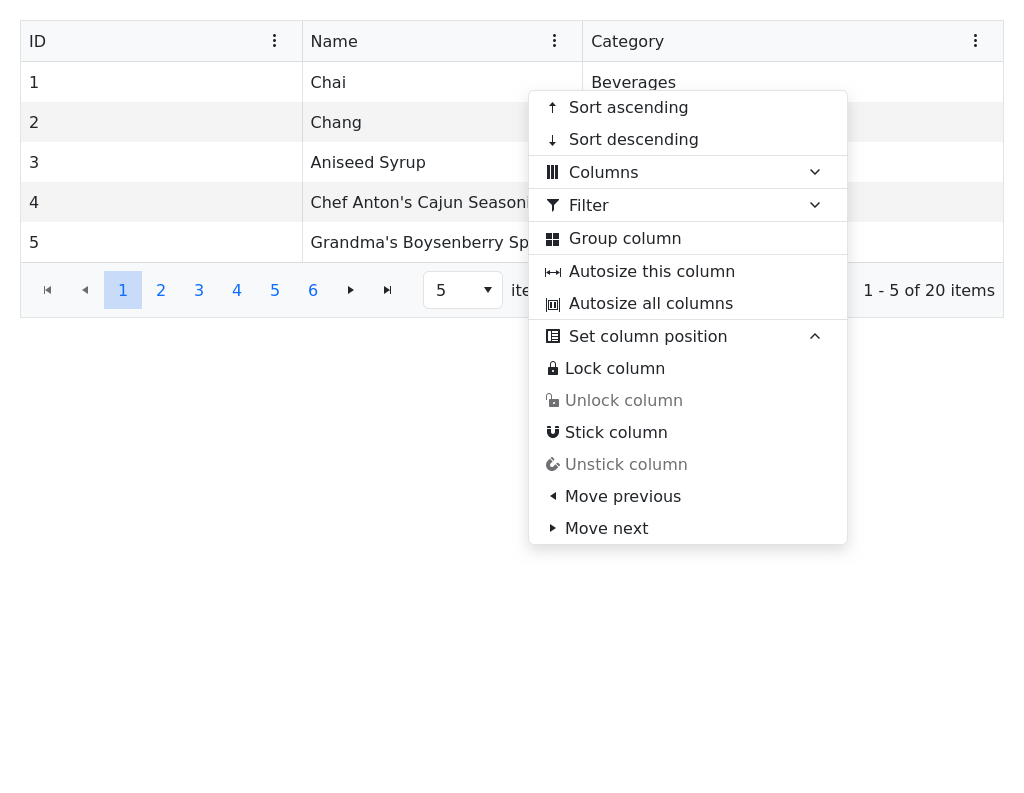 ID Name Category
1 Chai Beverages
2 Chang
3 Aniseed Syrup
4 Chef Anton's Cajun Seasoni
5 Grandma's Boysenberry Sp
1 2 3 4 5 6 5 ite 1 - 5 of 20 items
Sort ascending
Sort descending
Columns
Filter
Group column
Autosize this column
Autosize all columns
Set column position
Lock column
Unlock column
Stick column
Unstick column
Move previous
Move next